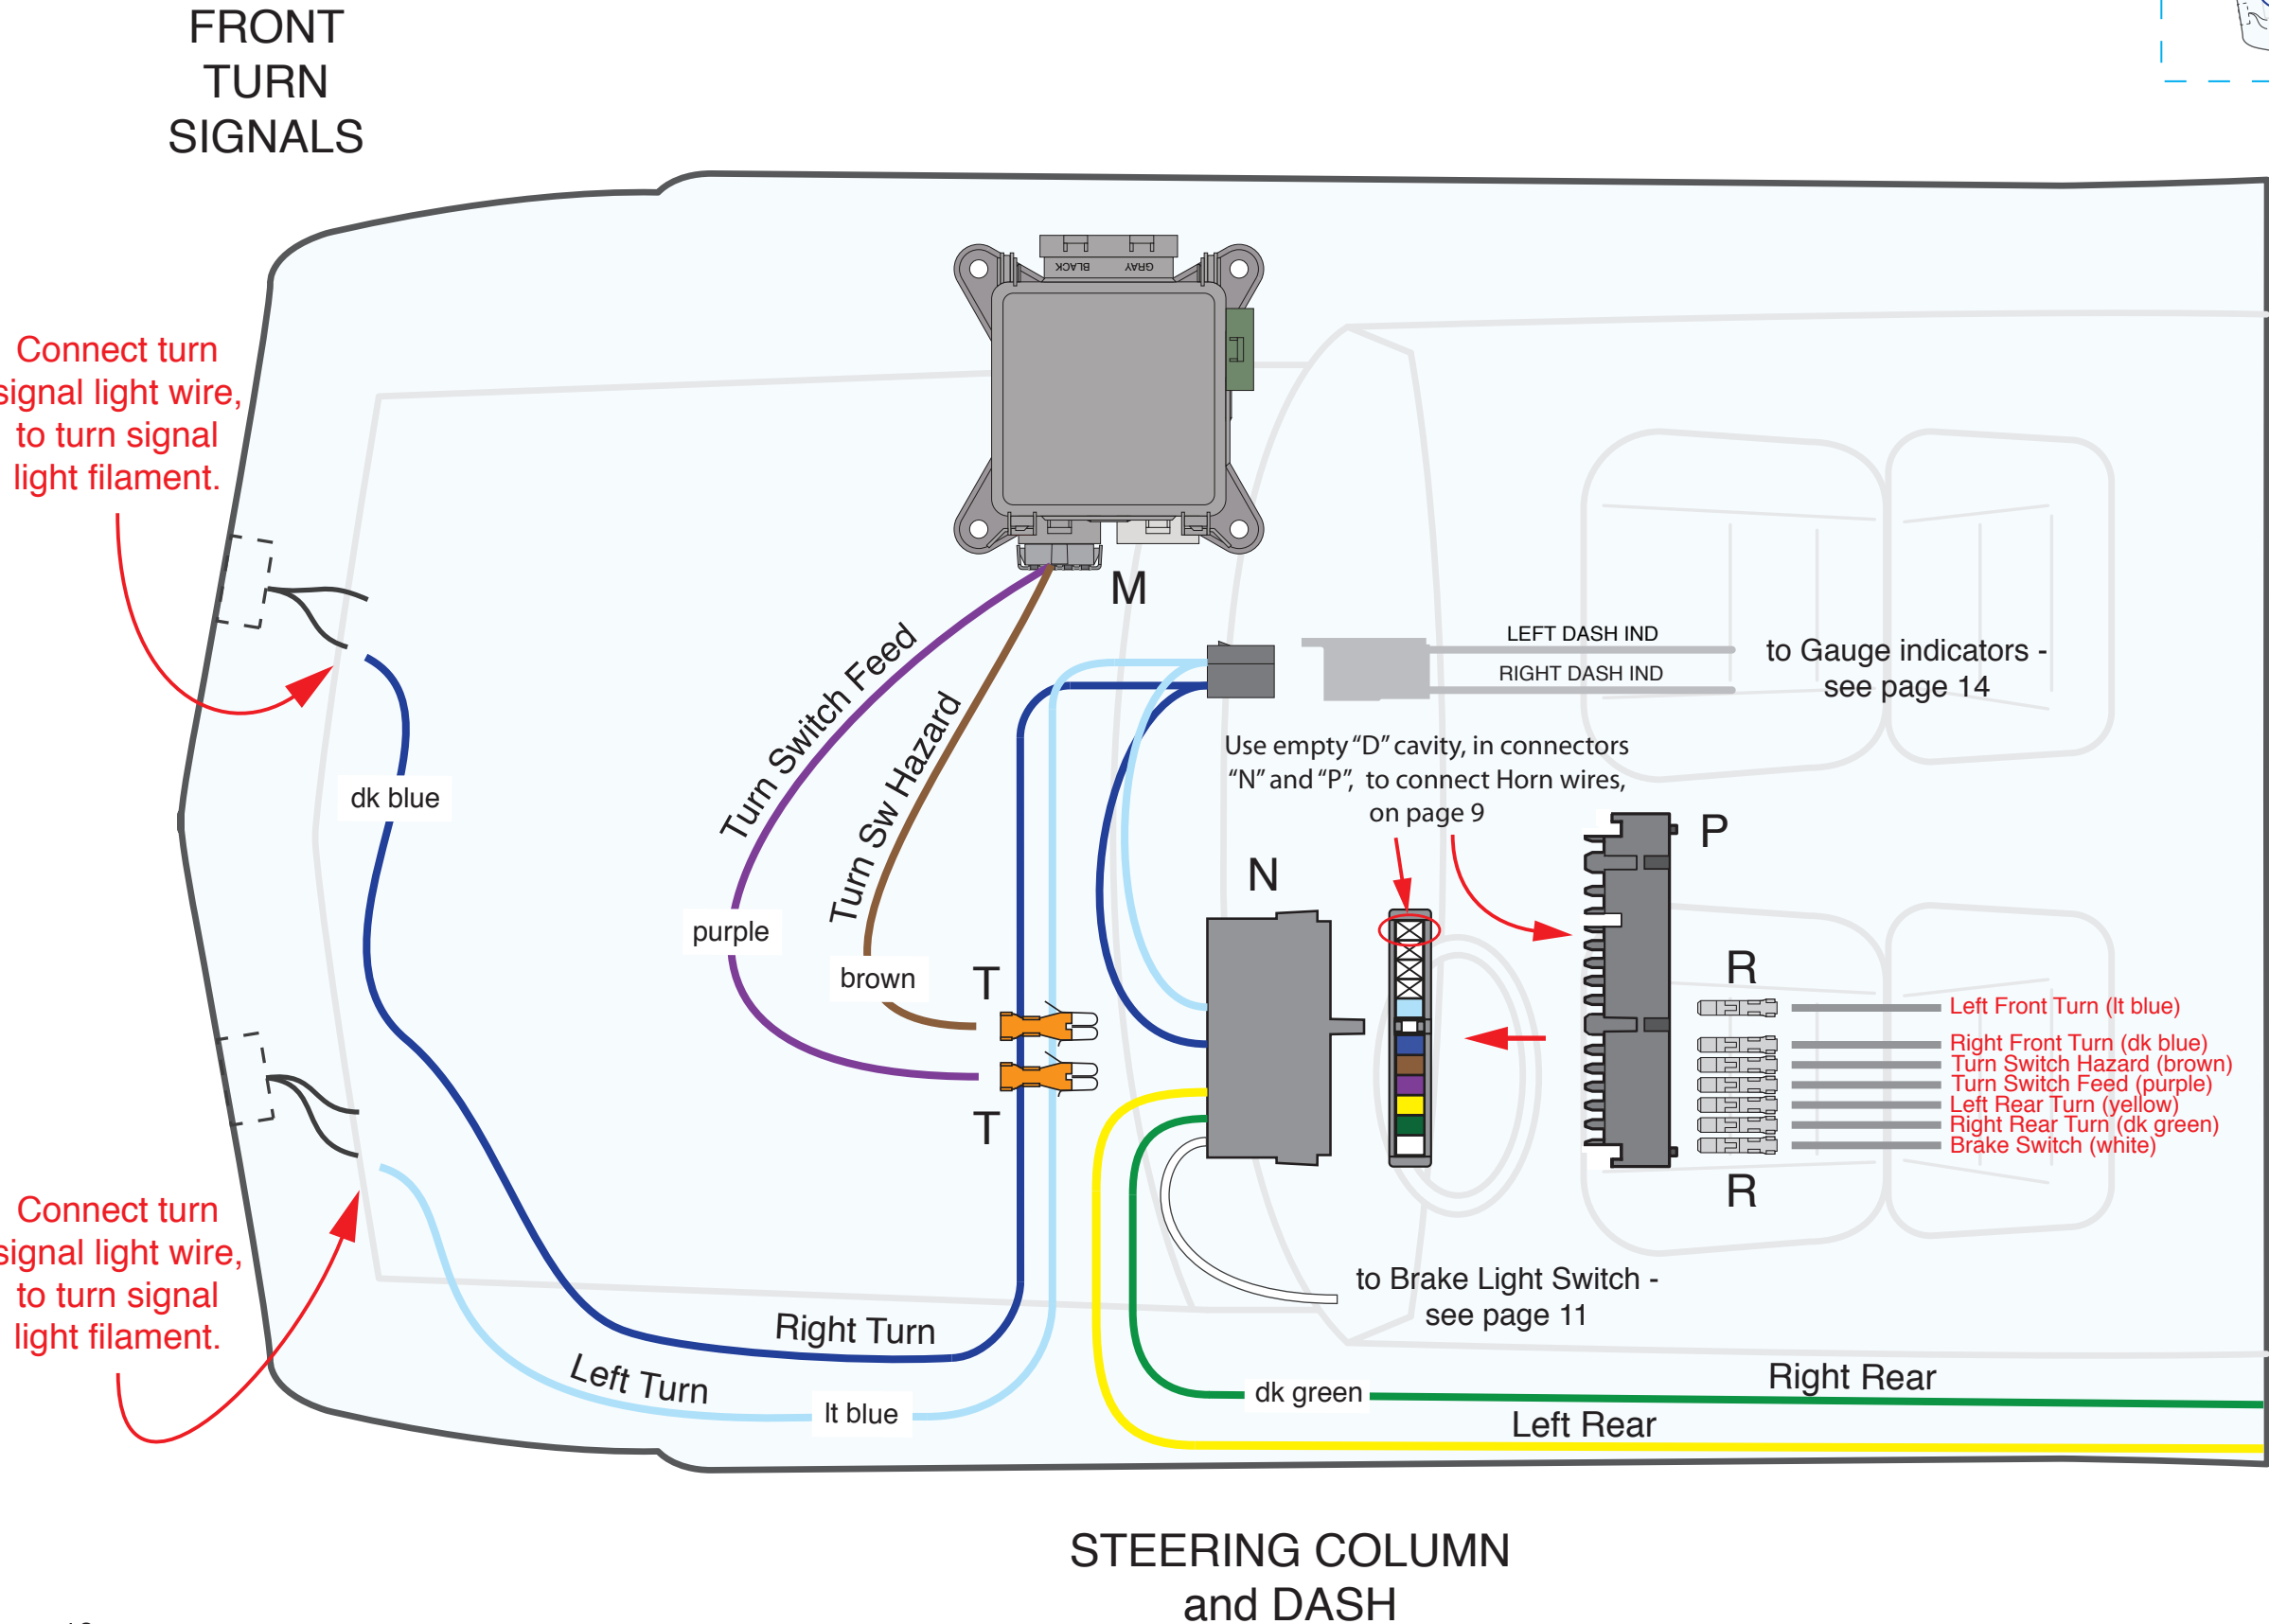 FRONT
TURN
SIGNALS
Connect turn
signal light wire,
to turn signal
light filament.
BLACK GRAY
M
Turn Switch Feed
Turn Sw Hazard
LEFT DASH IND
RIGHT DASH IND
to Gauge indicators -
see page 14
Use empty “D” cavity, in connectors
“N” and “P”, to connect Horn wires,
on page 9
dk blue
purple
brown
T
T
N
P
R
Left Front Turn (lt blue)
Right Front Turn (dk blue)
Turn Switch Hazard (brown)
Turn Switch Feed (purple)
Left Rear Turn (yellow)
Right Rear Turn (dk green)
Brake Switch (white)
R
Connect turn
signal light wire,
to turn signal
light filament.
to Brake Light Switch -
see page 11
Right Turn
Left Turn
lt blue
dk green
Right Rear
Left Rear
STEERING COLUMN
and DASH